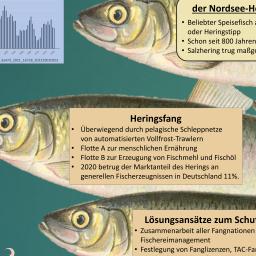 der Nordsee-He
• Beliebter Speisefisch a
oder Heringstipp
• Schon seit 800 Jahren
• Salzhering trug maßge
Heringsfang
• Überwiegend durch pelagische Schleppnetze
von automatisierten Vollfrost-Trawlern
• Flotte A zur menschlichen Ernährung
• Flotte B zur Erzeugung von Fischmehl und Fischöl
• 2020 betrug der Marktanteil des Herings an
generellen Fischerzeugnissen in Deutschland 11%.
Lösungsansätze zum Schut
• Zusammenarbeit aller Fangnationen
Fischereimanagement
• Festlegung von Fanglizenzen, TAC-Fa